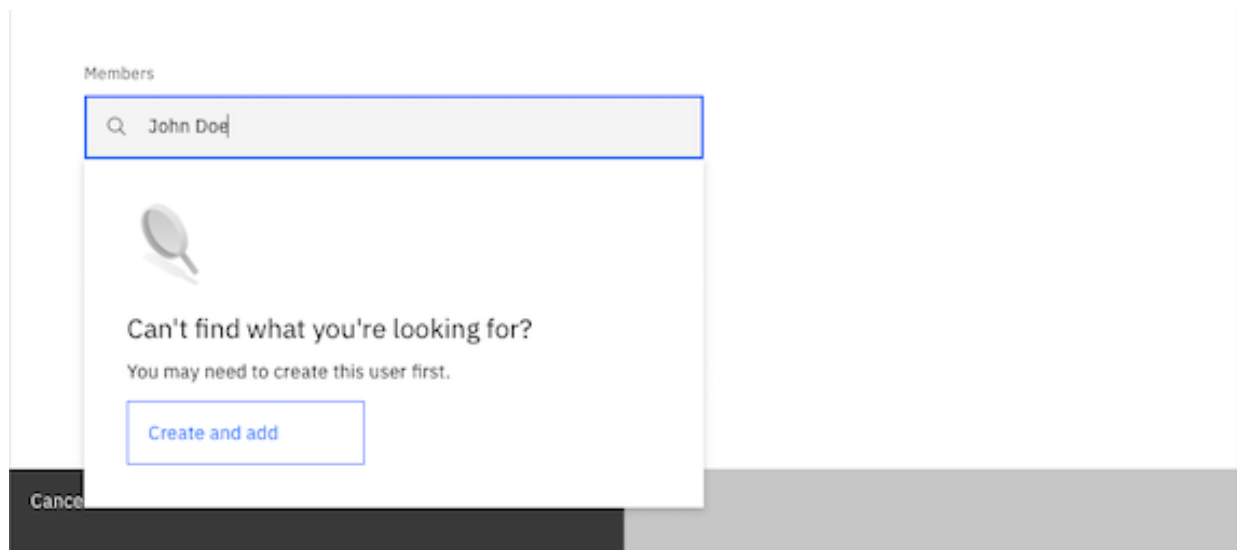 Members
John Doe
Can't find what you're looking for?
You may need to create this user first.
Create and add
Cance